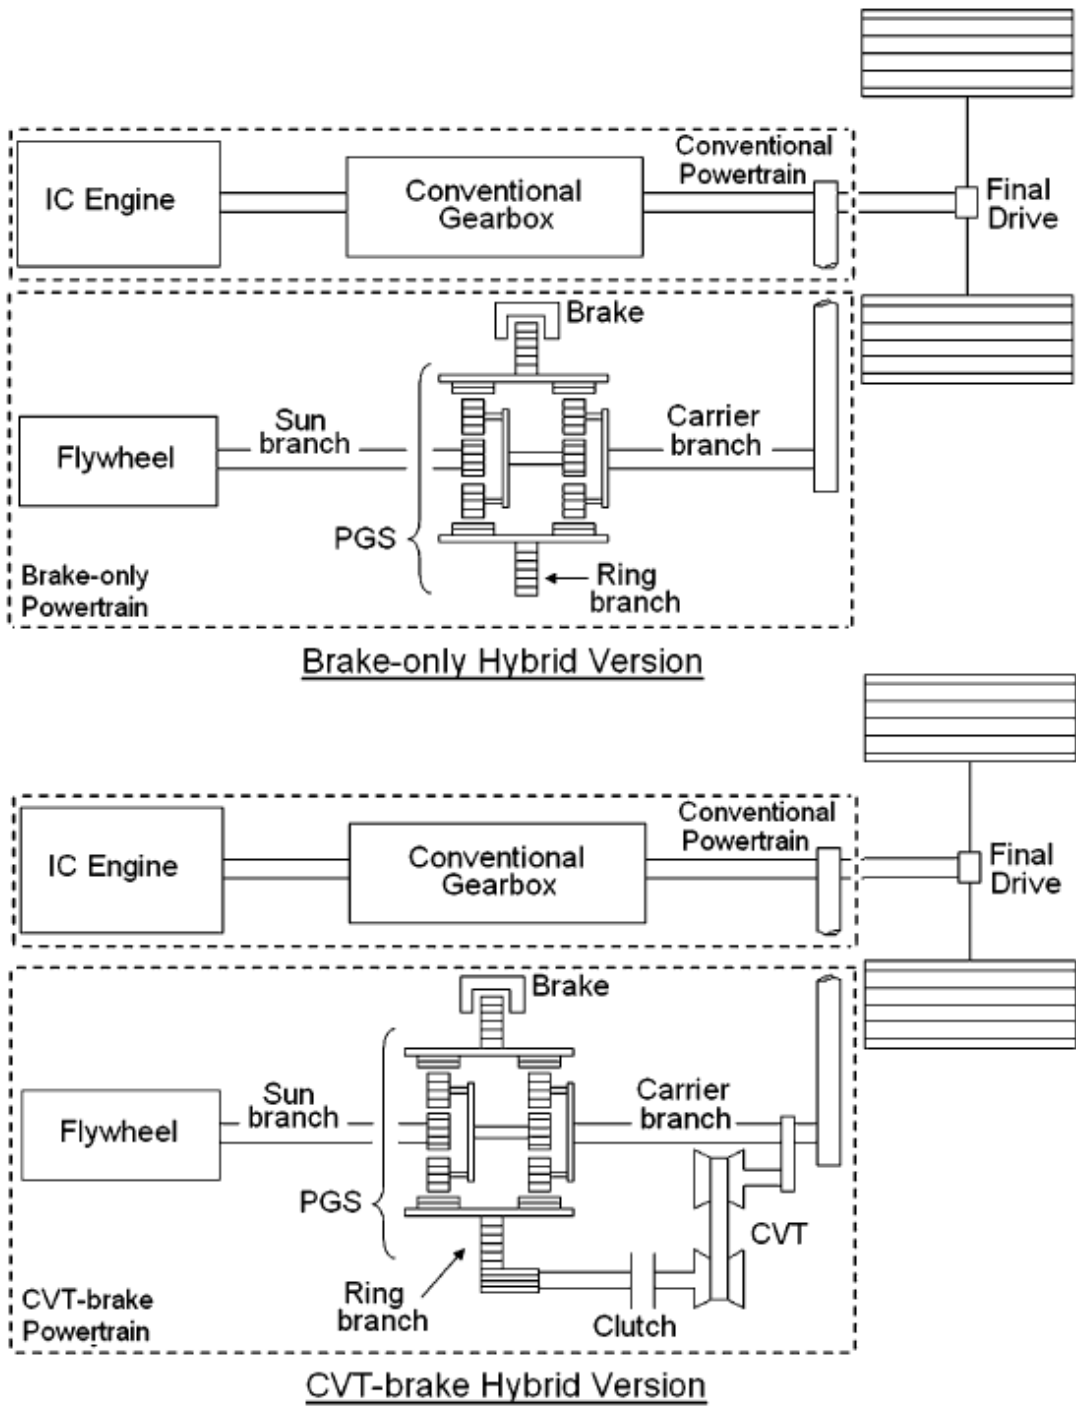 Conventional
Powertrain
IC Engine
Conventional
Gearbox
Final
Drive
Brake
Sun
branch
Carrier
branch
Flywheel
PGS
Ring
branch
Brake-only
Powertrain
Brake-only Hybrid Version
Conventional
Powertrain
IC Engine
Conventional
Gearbox
Final
Drive
Brake
Sun
branch
Carrier
branch
Flywheel
PGS
CVT
Ring
branch
Clutch
CVT-brake
Powertrain
CVT-brake Hybrid Version